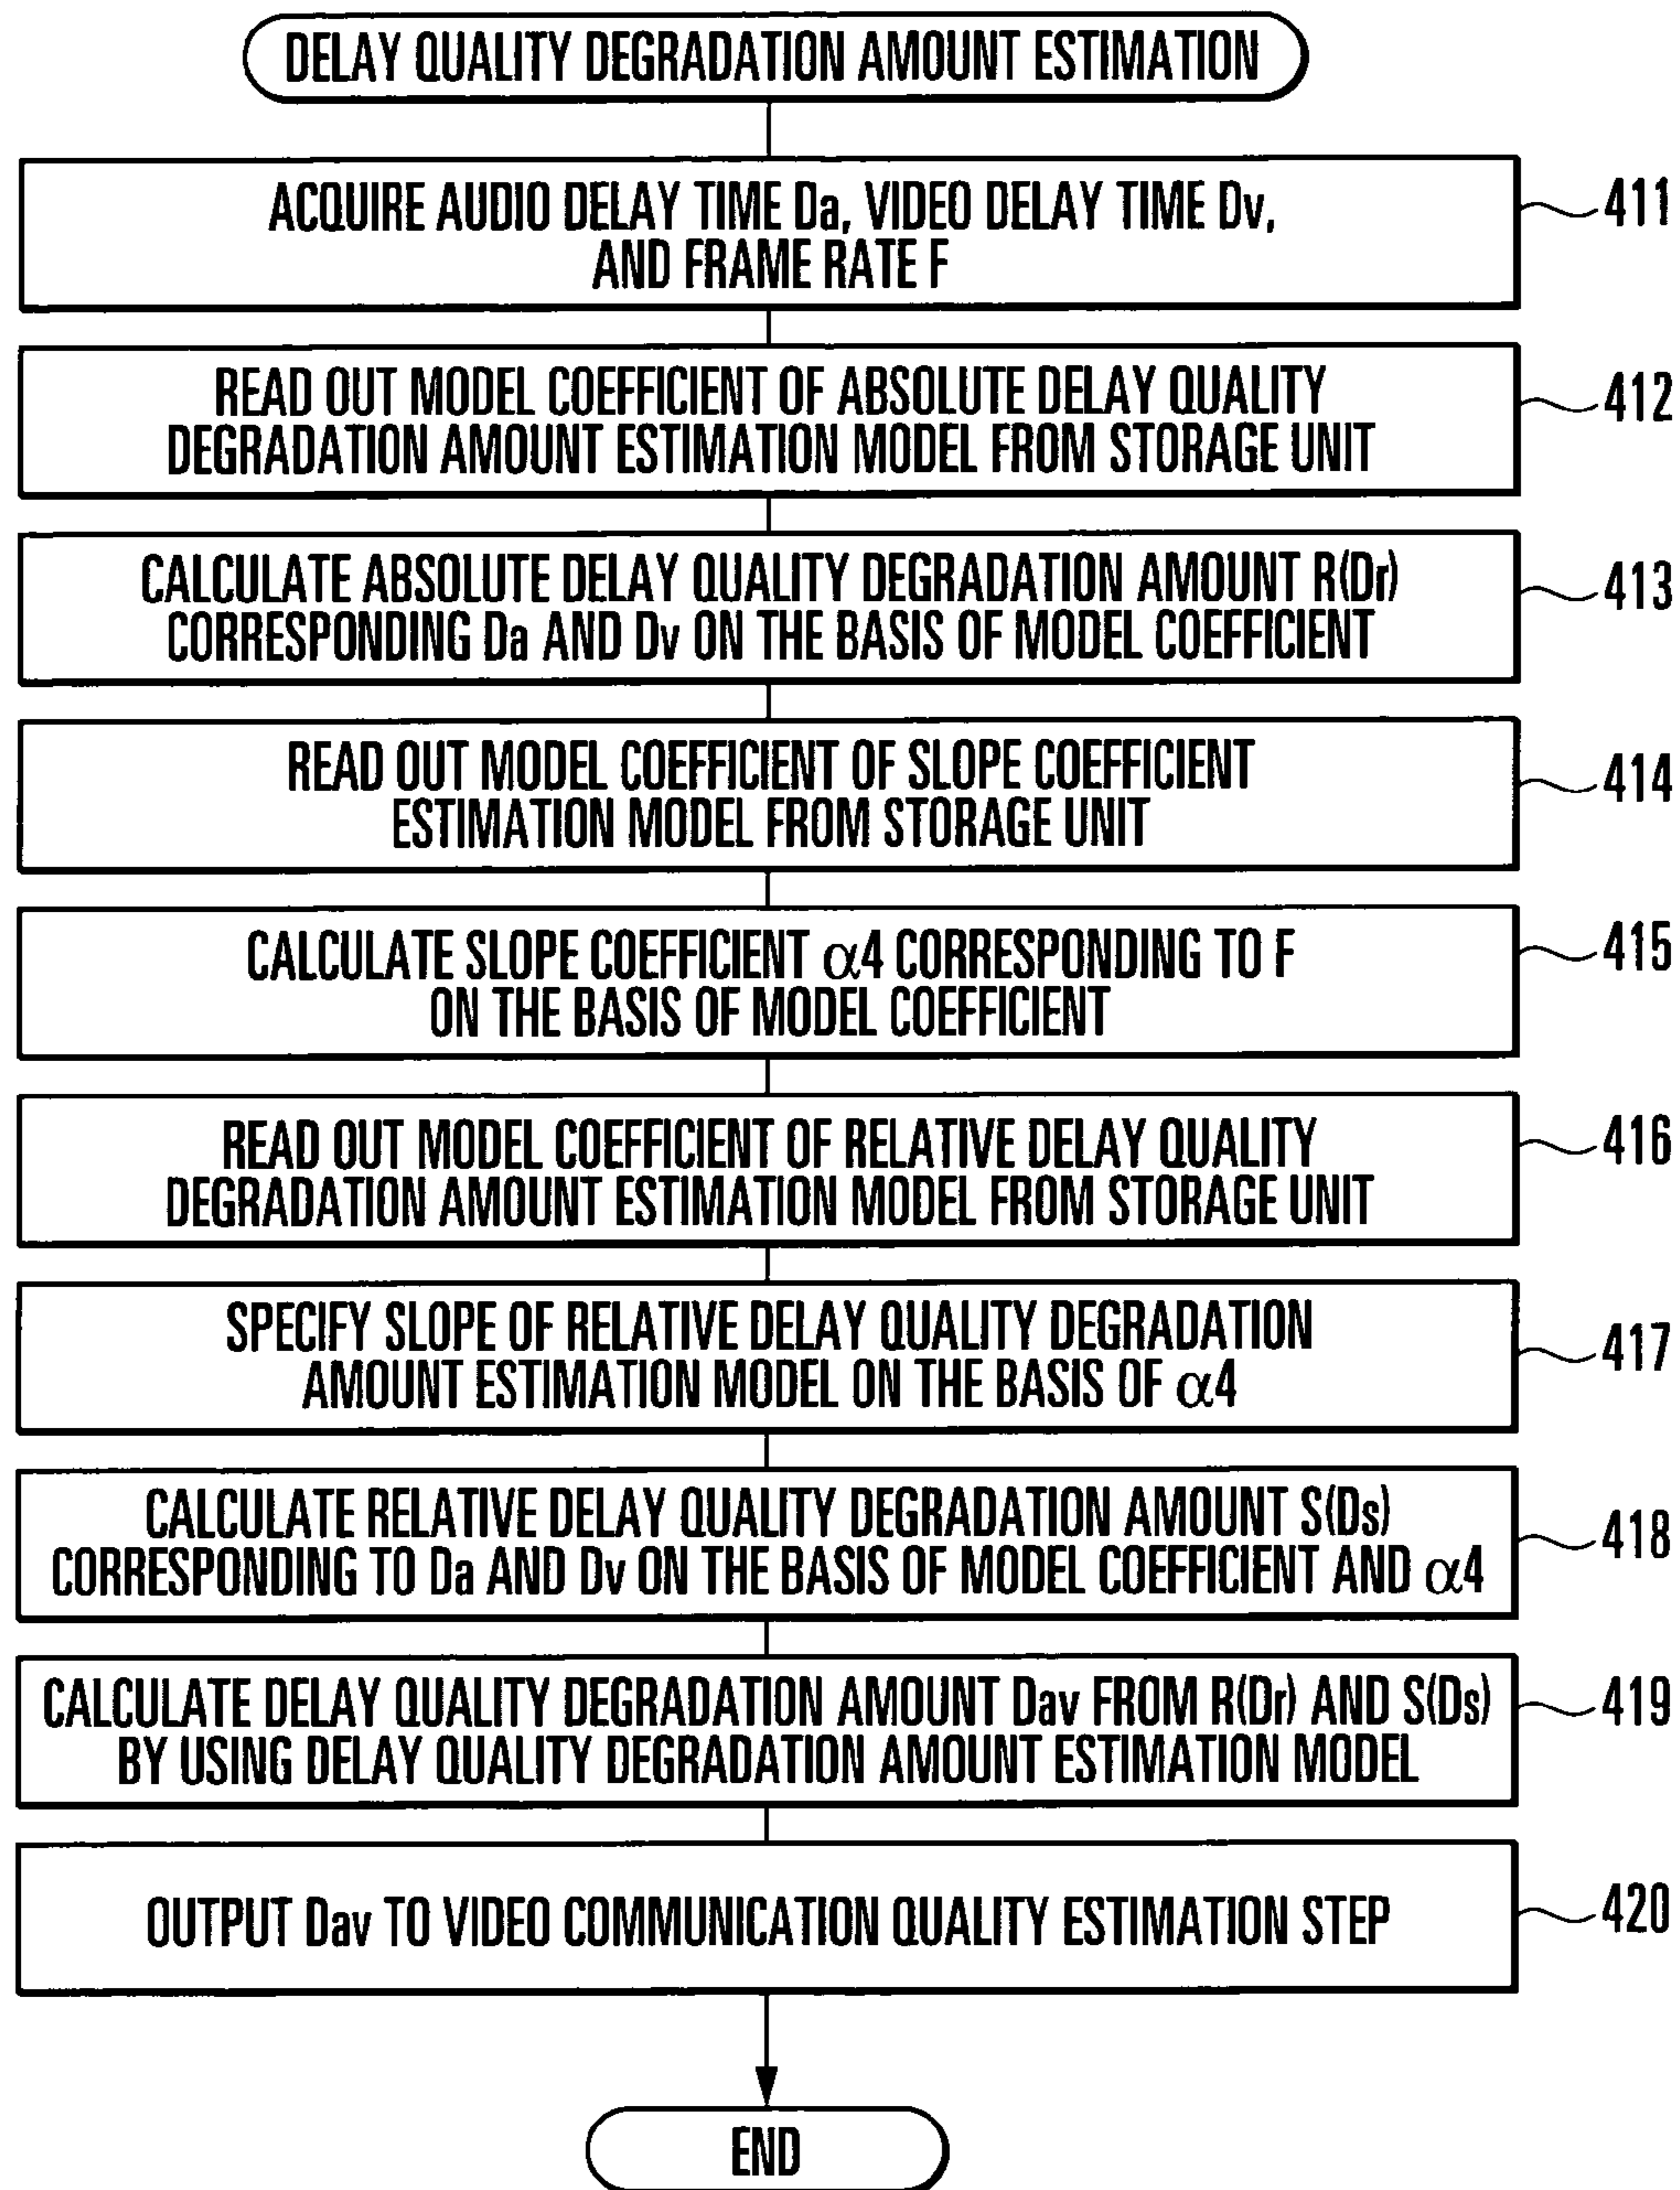 DELAY QUALITY DEGRADATION AMOUNT ESTIMATION
ACQUIRE AUDIO DELAY TIME Da, VIDEO DELAY TIME Dv,
AND FRAME RATE F
411
READ OUT MODEL COEFFICIENT OF ABSOLUTE DELAY QUALITY
DEGRADATION AMOUNT ESTIMATION MODEL FROM STORAGE UNIT
412
CALCULATE ABSOLUTE DELAY QUALITY DEGRADATION AMOUNT R(Dr)
CORRESPONDING Da AND Dv ON THE BASIS OF MODEL COEFFICIENT
413
READ OUT MODEL COEFFICIENT OF SLOPE COEFFICIENT
ESTIMATION MODEL FROM STORAGE UNIT
414
CALCULATE SLOPE COEFFICIENT α4 CORRESPONDING TO F
ON THE BASIS OF MODEL COEFFICIENT
415
READ OUT MODEL COEFFICIENT OF RELATIVE DELAY QUALITY
DEGRADATION AMOUNT ESTIMATION MODEL FROM STORAGE UNIT
416
SPECIFY SLOPE OF RELATIVE DELAY QUALITY DEGRADATION
AMOUNT ESTIMATION MODEL ON THE BASIS OF α4
417
CALCULATE RELATIVE DELAY QUALITY DEGRADATION AMOUNT S(Ds)
CORRESPONDING TO Da AND Dv ON THE BASIS OF MODEL COEFFICIENT AND α4
418
CALCULATE DELAY QUALITY DEGRADATION AMOUNT Dav FROM R(Dr) AND S(Ds)
BY USING DELAY QUALITY DEGRADATION AMOUNT ESTIMATION MODEL
419
OUTPUT Dav TO VIDEO COMMUNICATION QUALITY ESTIMATION STEP
420
END